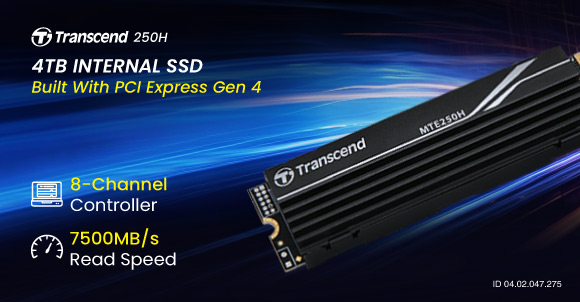 Transcend 250H
4TB INTERNAL SSD
Built With PCI Express Gen 4
MTE250H
Transcend
8-Channel
Controller
7500MB/s
Read Speed
ID 04.02.047.275